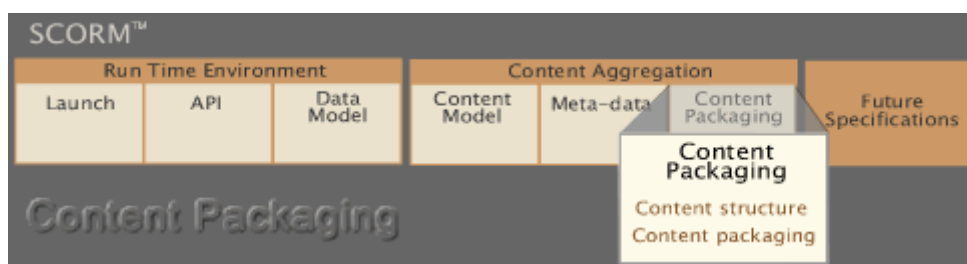 SCORM™
Run Time Environment
Content Aggregation
Launch
API
Data
Model
Content
Model
Meta-data
Content
Packaging
Future
Specifications
Content
Packaging
Content structure
Content packaging
Content Packaging